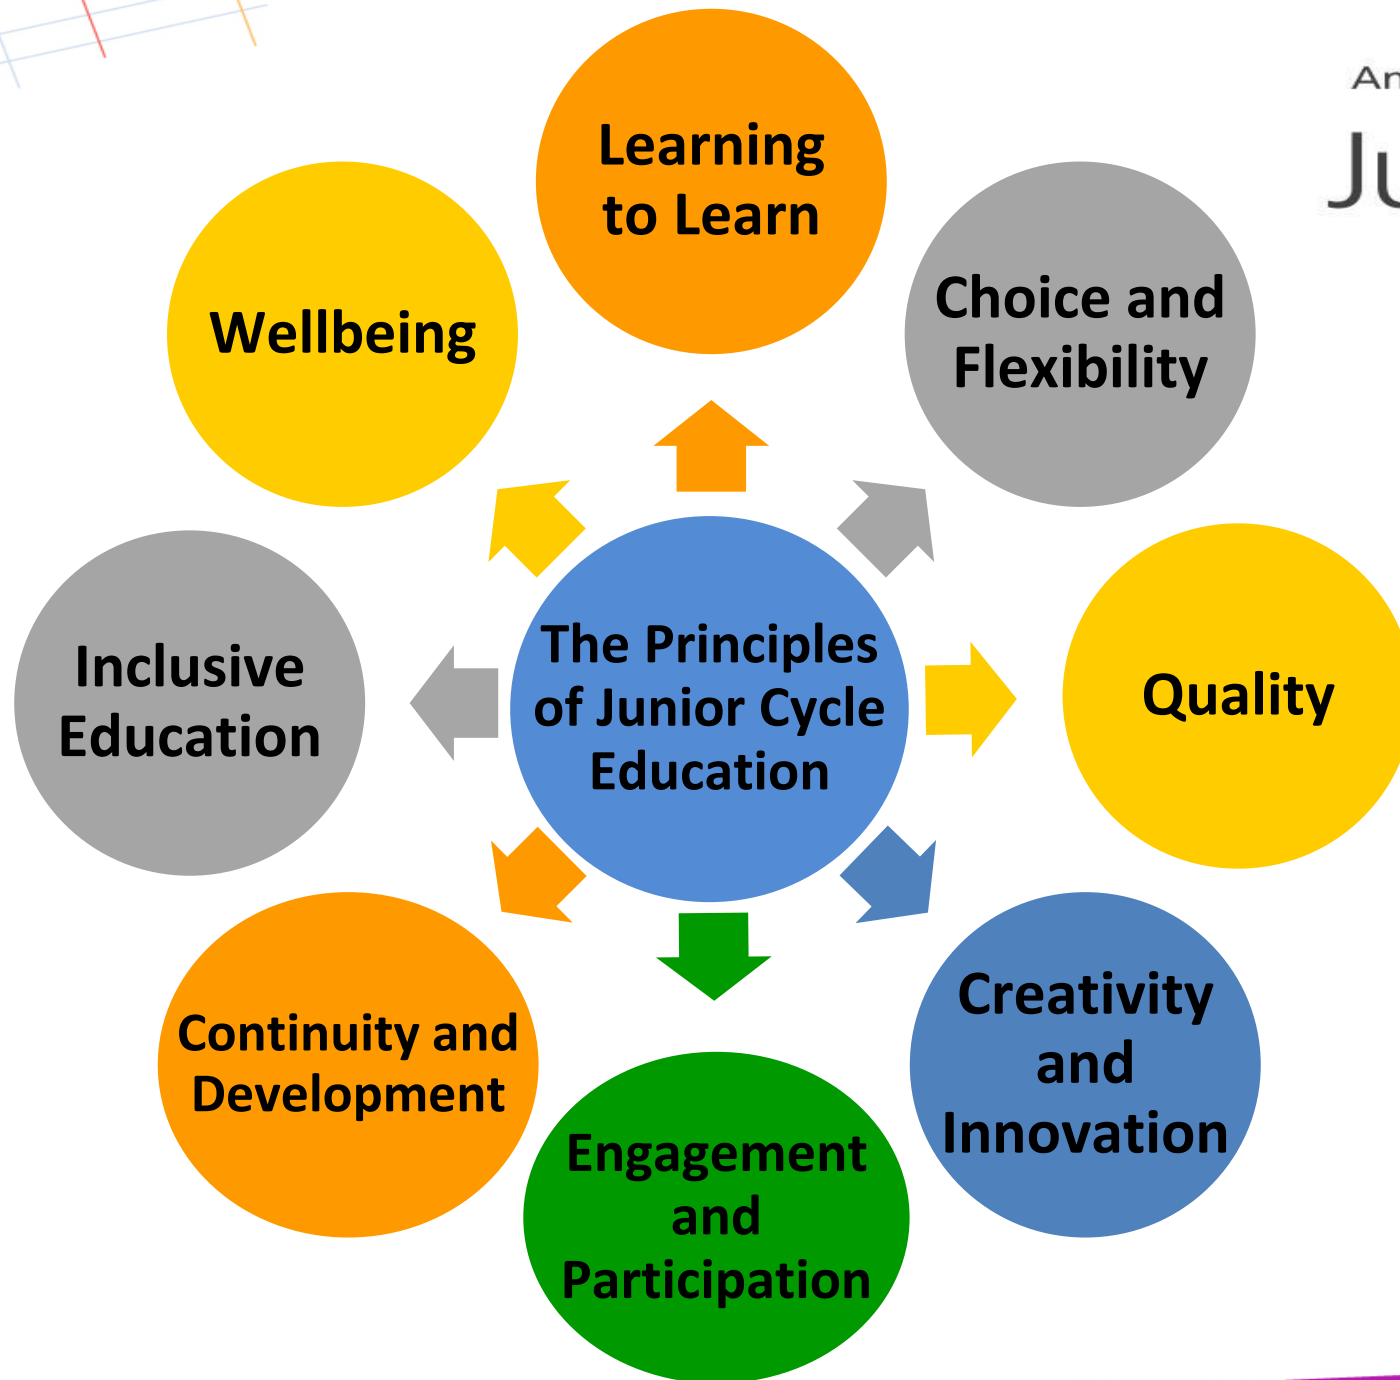 Learning
to Learn
Choice and
Flexibility
Quality
Creativity
and
Innovation
Engagement
and
Participation
Continuity and
Development
Inclusive
Education
Wellbeing
The Principles
of Junior Cycle
Education